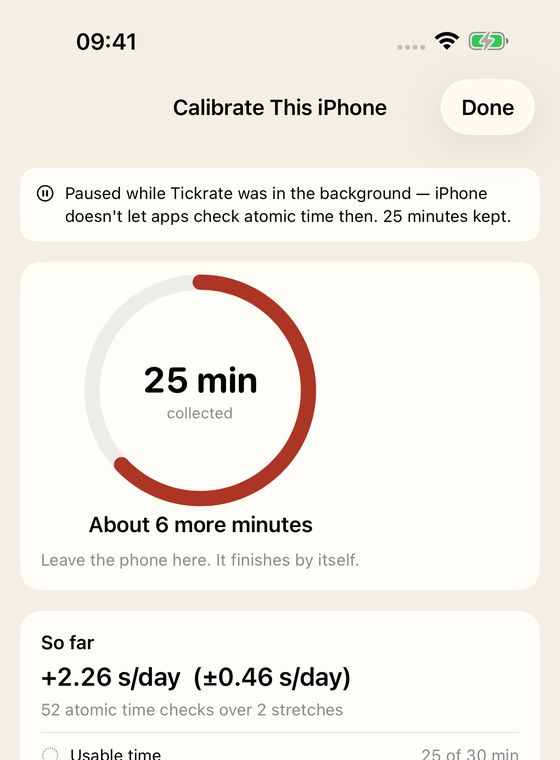 09:41
Calibrate This iPhone
Done
Paused while Tickrate was in the background — iPhone
doesn't let apps check atomic time then. 25 minutes kept.
25 min
collected
About 6 more minutes
Leave the phone here. It finishes by itself.
So far
+2.26 s/day (±0.46 s/day)
52 atomic time checks over 2 stretches
Usable time 25 of 30 min